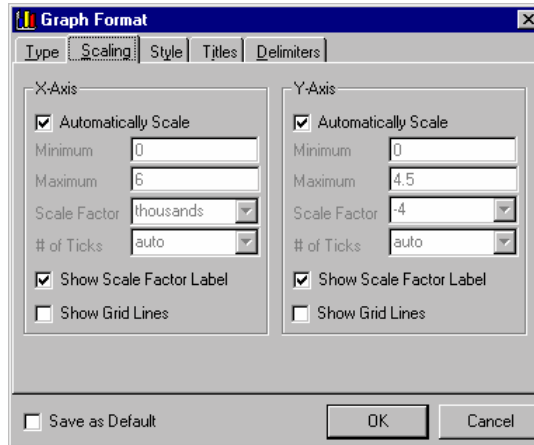 Graph Format
Type Scaling Style Titles Delimiters
X-Axis
Automatically Scale
Minimum 0
Maximum 6
Scale Factor thousands
# of Ticks auto
Show Scale Factor Label
Show Grid Lines
Y-Axis
Automatically Scale
Minimum 0
Maximum 4.5
Scale Factor -4
# of Ticks auto
Show Scale Factor Label
Show Grid Lines
Save as Default
OK
Cancel